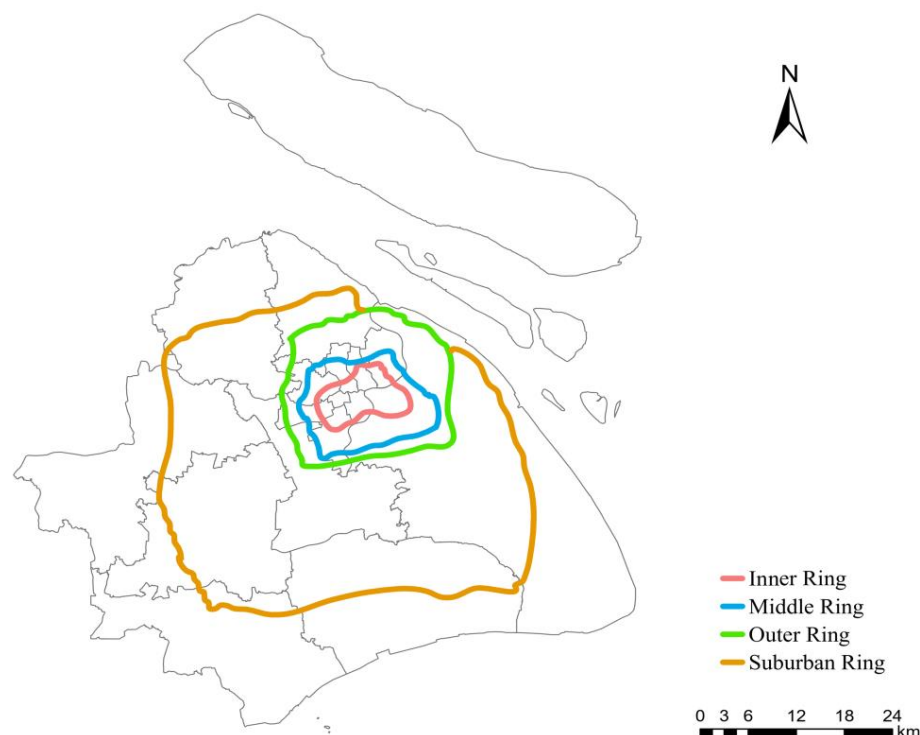 N
Inner Ring
Middle Ring
Outer Ring
Suburban Ring
0 3 6 12 18 24
km